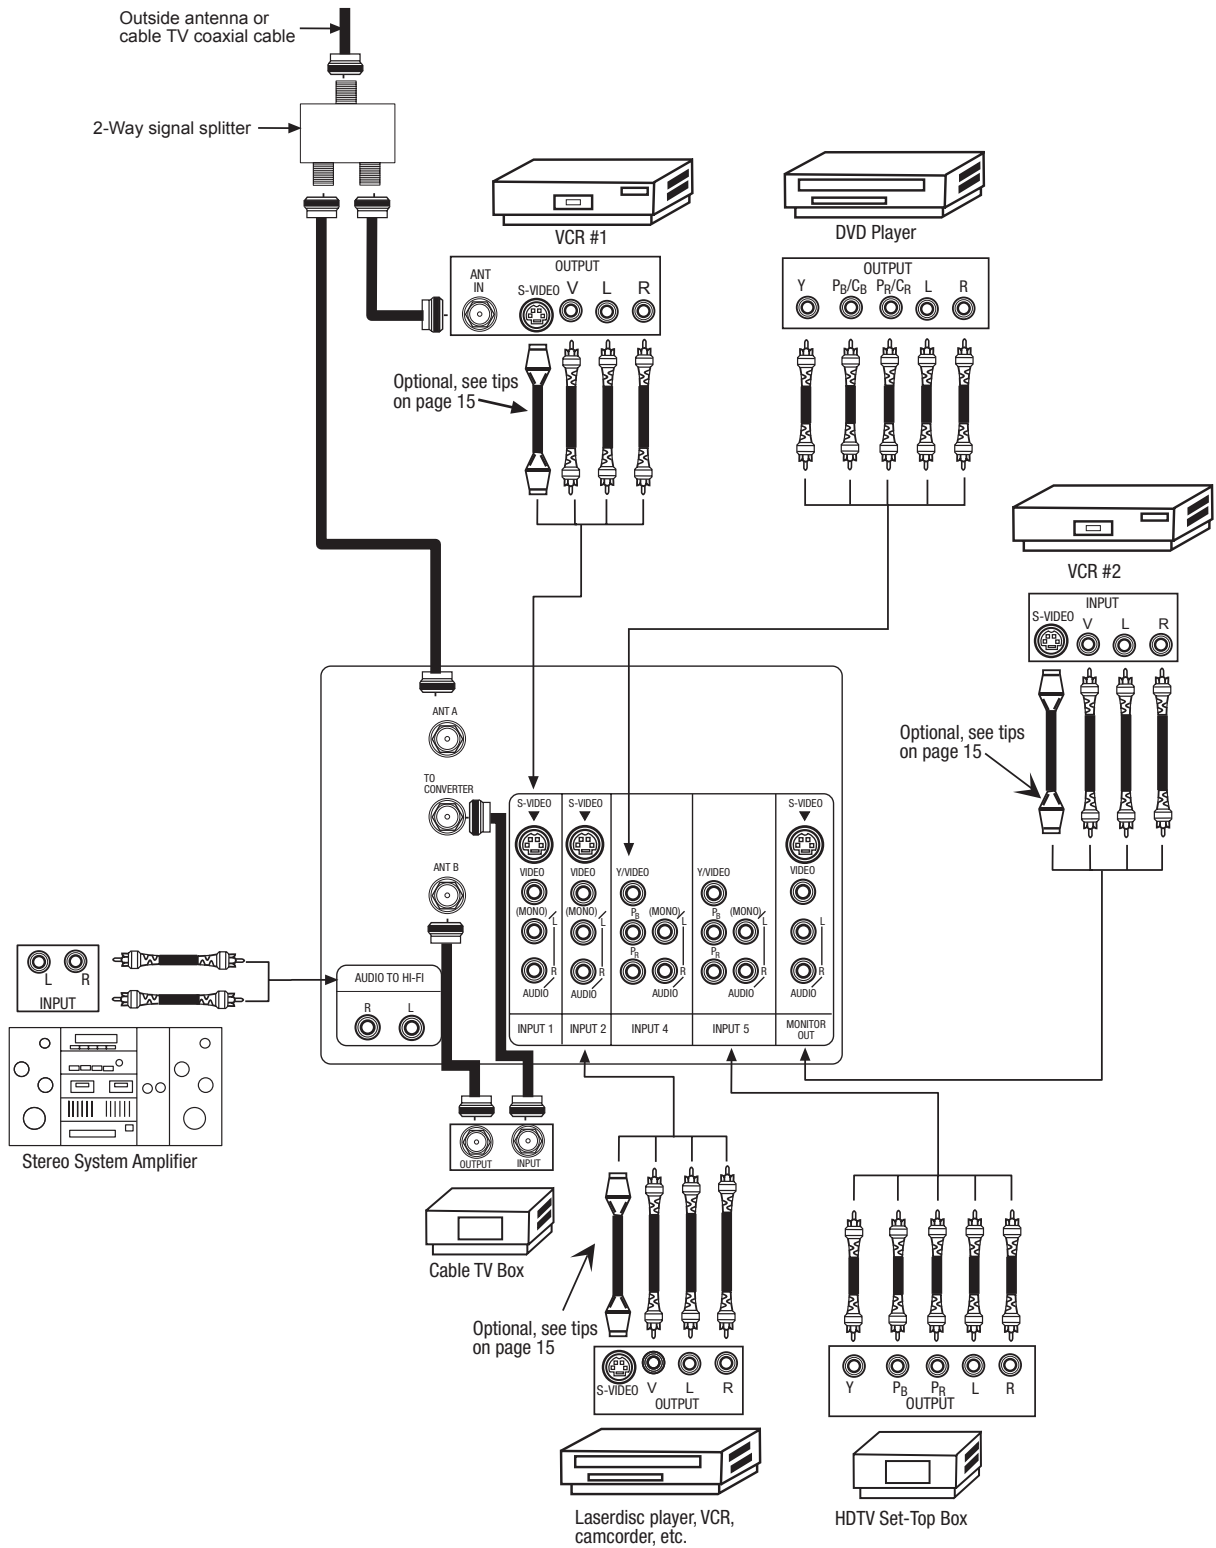 Outside antenna or
cable TV coaxial cable
2-Way signal splitter
VCR #1
DVD Player
OUTPUT
ANT
IN
S-VIDEO V L R
OUTPUT
Y PB/CB PR/CR L R
Optional, see tips
on page 15
VCR #2
INPUT
S-VIDEO V L R
Optional, see tips
on page 15
ANT A
TO
CONVERTER
ANT B
S-VIDEO S-VIDEO S-VIDEO
VIDEO VIDEO Y/VIDEO Y/VIDEO VIDEO
(MONO) (MONO) PB (MONO) PB (MONO)
L L L L L
PR PR
R R R R R
AUDIO AUDIO AUDIO AUDIO AUDIO
INPUT 1 INPUT 2 INPUT 4 INPUT 5 MONITOR
OUT
L R
INPUT
AUDIO TO HI-FI
R L
Stereo System Amplifier
OUTPUT INPUT
Cable TV Box
Optional, see tips
on page 15
S-VIDEO V L R
OUTPUT
Y PB PR L R
OUTPUT
Laserdisc player, VCR,
camcorder, etc.
HDTV Set-Top Box